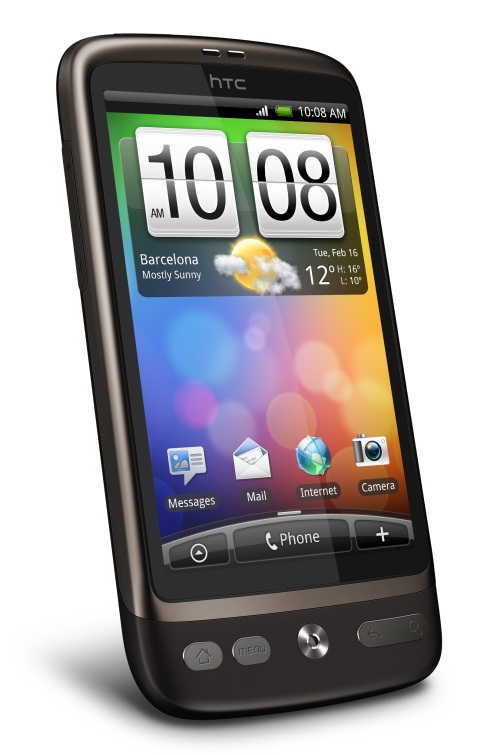 hTC
10:08 AM
10 08
AM
Barcelona
Mostly Sunny
Tue, Feb 16
12° H: 16°
L: 10°
Messages
Mail
Internet
Camera
Phone
MENU